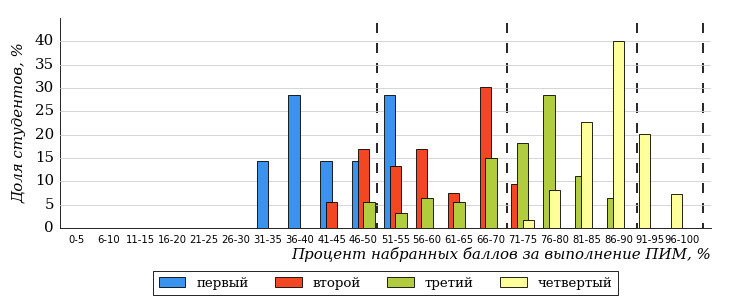 Доля студентов, %
40
35
30
25
20
15
10
5
0
0-5 6-10 11-15 16-20 21-25 26-30 31-35 36-40 41-45 46-50 51-55 56-60 61-65 66-70 71-75 76-80 81-85 86-90 91-95 96-100
Процент набранных баллов за выполнение ПИМ, %
первый второй третий четвертый